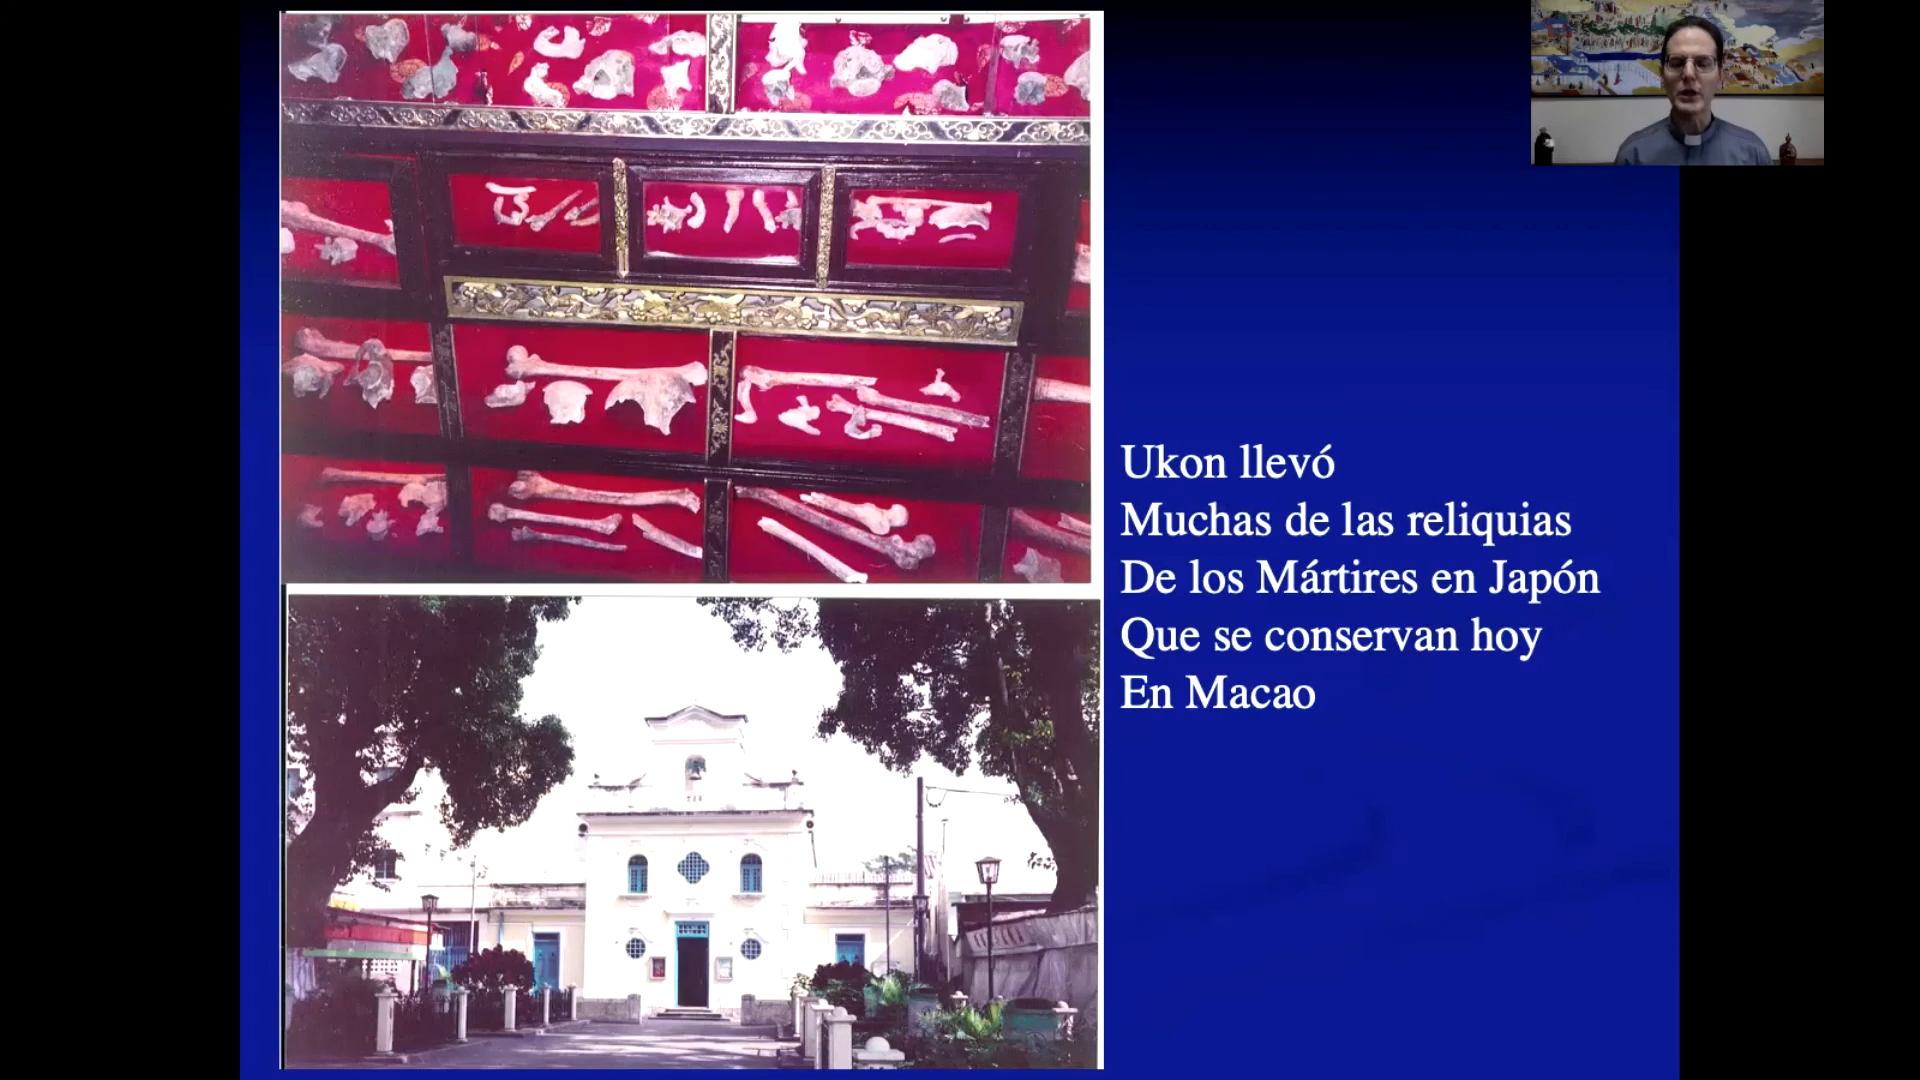 Ukon llevó
Muchas de las reliquias
De los Mártires en Japón
Que se conservan hoy
En Macao